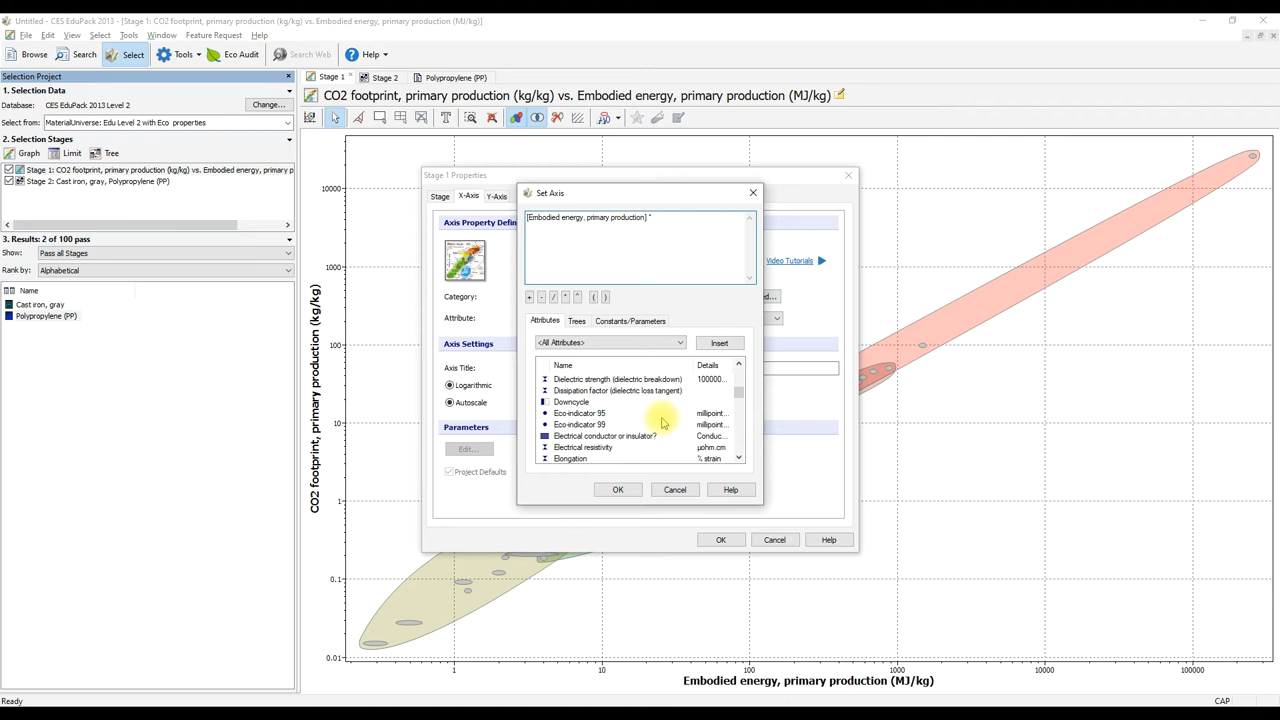 Untitled - CES EduPack 2013 - [Stage 1: CO2 footprint, primary production (kg/kg) vs. Embodied energy, primary production (MJ/kg)]
File Edit View Select Tools Window Feature Request Help
Browse Search Select Tools Eco Audit Search Web Help
Selection Project
1. Selection Data
Database: CES EduPack 2013 Level 2 Change...
Select from: MaterialUniverse: Edu Level 2 with Eco properties
2. Selection Stages
Graph Limit Tree
Stage 1: CO2 footprint, primary production (kg/kg) vs. Embodied energy, primary p
Stage 2: Cast iron, gray, Polypropylene (PP)
3. Results: 2 of 100 pass
Show: Pass all Stages
Rank by: Alphabetical
Name
Cast iron, gray
Polypropylene (PP)
Ready
CAP
Stage 1 Stage 2 Polypropylene (PP)
CO2 footprint, primary production (kg/kg) vs. Embodied energy, primary production (MJ/kg)
CO2 footprint, primary production (kg/kg)
10000
1000
100
10
1
0.1
0.01
1 10 100 1000 10000 100000
Embodied energy, primary production (MJ/kg)
Stage 1 Properties
Stage X-Axis Y-Axis
Axis Property Defin
Video Tutorials
Category:
Attribute:
Axis Settings
Axis Title:
Logarithmic
Autoscale
Parameters
Edit...
Project Defaults
OK Cancel Help
Set Axis
[Embodied energy, primary production] *
+ - / * ^ ( )
Attributes Trees Constants/Parameters
<All Attributes> Insert
Name Details
Dielectric strength (dielectric breakdown) 100000...
Dissipation factor (dielectric loss tangent)
Downcycle
Eco-indicator 95 millipoint...
Eco-indicator 99 millipoint...
Electrical conductor or insulator? Conduc...
Electrical resistivity µohm.cm
Elongation % strain
OK Cancel Help